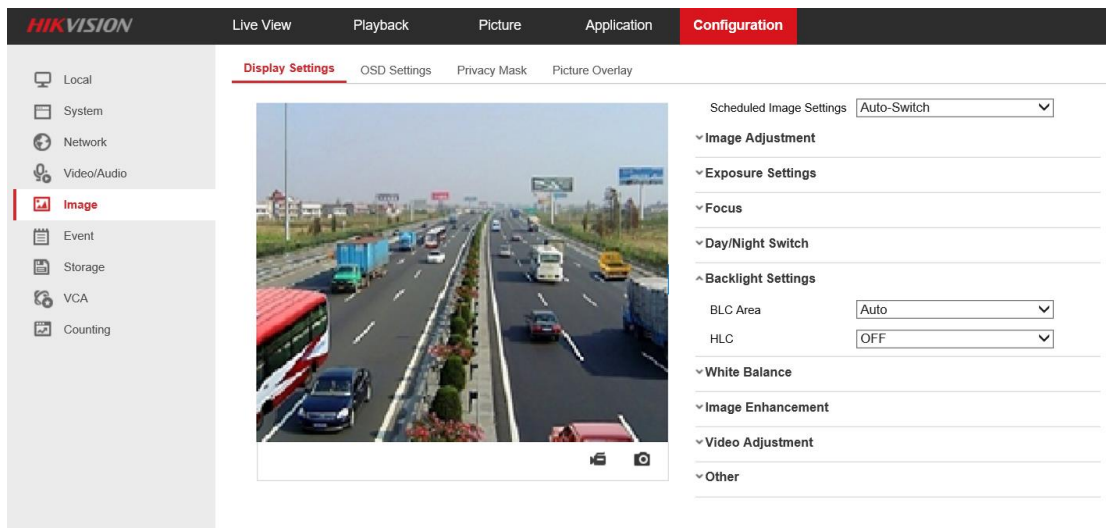 HIKVISION
Live View Playback Picture Application Configuration
Local
System
Network
Video/Audio
Image
Event
Storage
VCA
Counting
Display Settings OSD Settings Privacy Mask Picture Overlay
Scheduled Image Settings Auto-Switch
Image Adjustment
Exposure Settings
Focus
Day/Night Switch
Backlight Settings
BLC Area Auto
HLC OFF
White Balance
Image Enhancement
Video Adjustment
Other